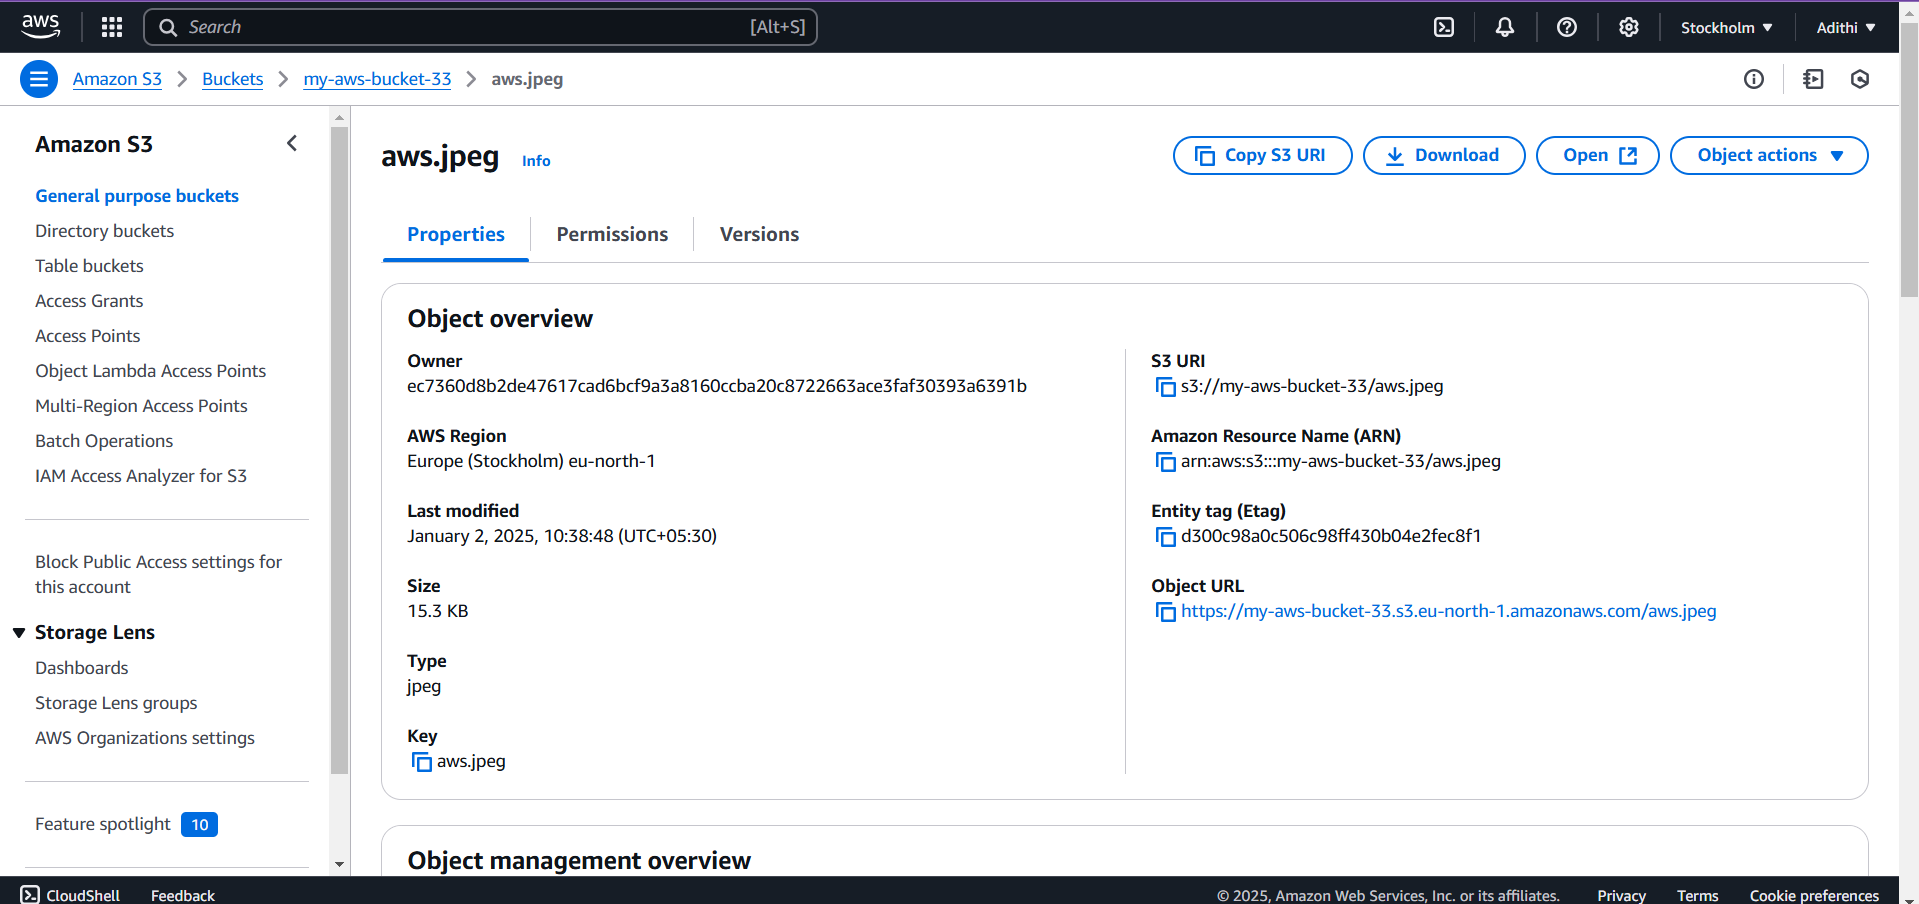 aws
Search [Alt+S]
Stockholm ▼
Adithi ▼
Amazon S3 > Buckets > my-aws-bucket-33 > aws.jpeg
Amazon S3
General purpose buckets
Directory buckets
Table buckets
Access Grants
Access Points
Object Lambda Access Points
Multi-Region Access Points
Batch Operations
IAM Access Analyzer for S3
Block Public Access settings for
this account
Storage Lens
Dashboards
Storage Lens groups
AWS Organizations settings
Feature spotlight 10
aws.jpeg Info
Copy S3 URI
Download
Open
Object actions
Properties
Permissions
Versions
Object overview
Owner
ec7360d8b2de47617cad6bcf9a3a8160ccba20c8722663ace3faf30393a6391b
AWS Region
Europe (Stockholm) eu-north-1
Last modified
January 2, 2025, 10:38:48 (UTC+05:30)
Size
15.3 KB
Type
jpeg
Key
aws.jpeg
S3 URI
s3://my-aws-bucket-33/aws.jpeg
Amazon Resource Name (ARN)
arn:aws:s3:::my-aws-bucket-33/aws.jpeg
Entity tag (Etag)
d300c98a0c506c98ff430b04e2fec8f1
Object URL
https://my-aws-bucket-33.s3.eu-north-1.amazonaws.com/aws.jpeg
Object management overview
CloudShell
Feedback
© 2025, Amazon Web Services, Inc. or its affiliates.
Privacy
Terms
Cookie preferences